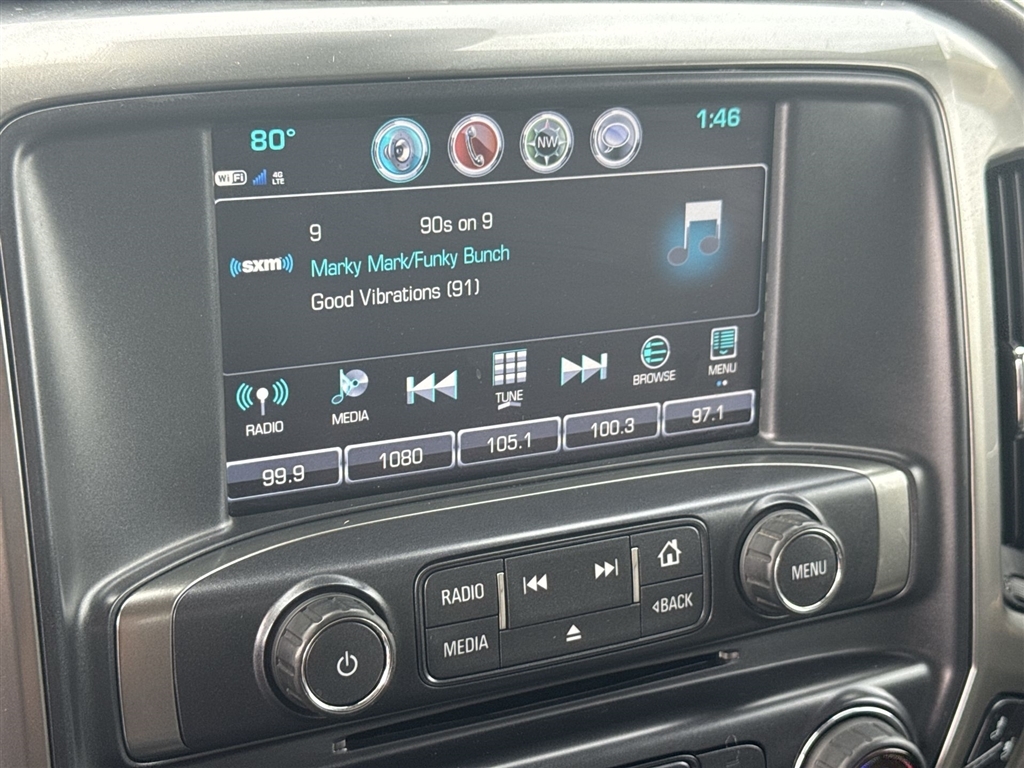 80° NW 1:46
WiFi 4G LTE
9 90s on 9
((sxm)) Marky Mark/Funky Bunch
Good Vibrations (91)
RADIO MEDIA TUNE BROWSE MENU
99.9 1080 105.1 100.3 97.1
RADIO MENU
MEDIA BACK